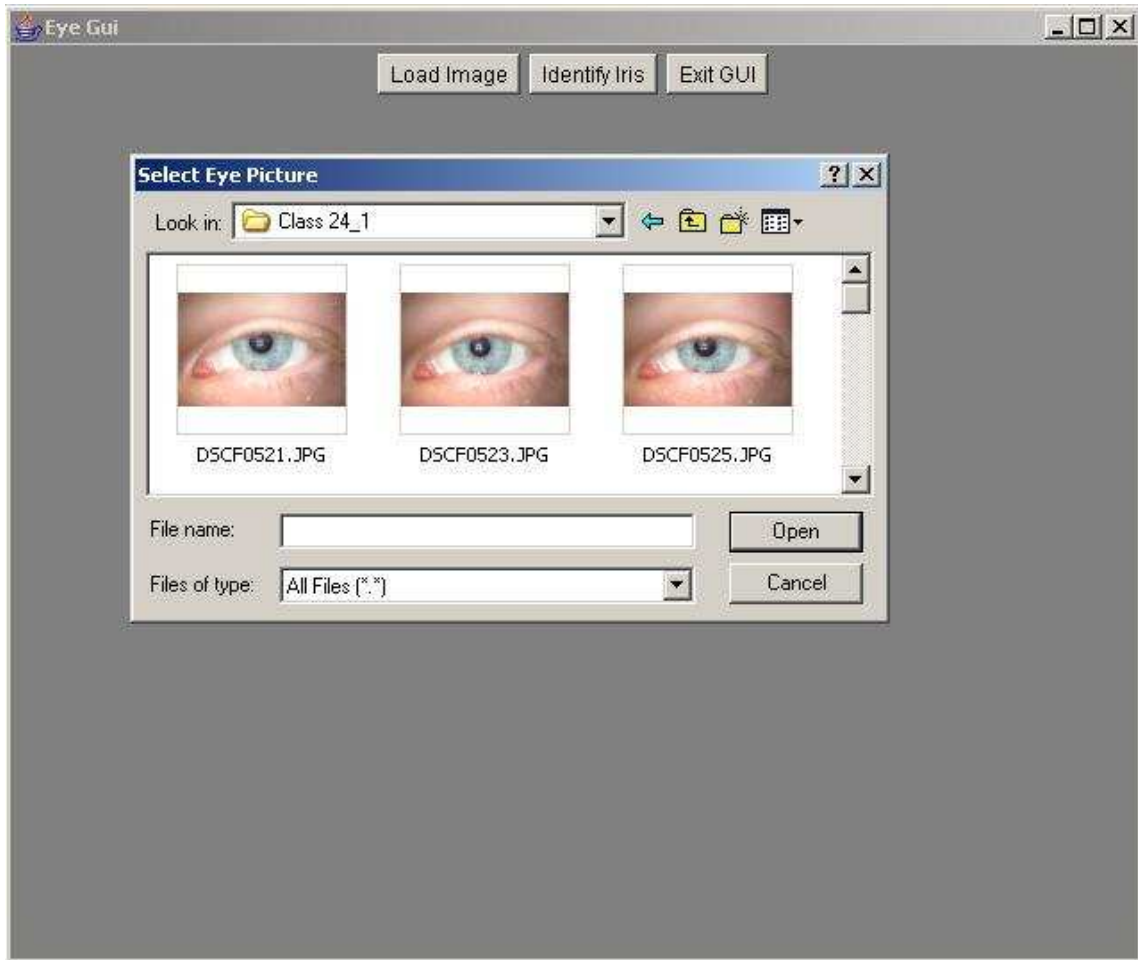 Eye Gui
Load Image Identify Iris Exit GUI
Select Eye Picture
Look in: Class 24_1
DSCF0521.JPG DSCF0523.JPG DSCF0525.JPG
File name: Open
Files of type: All Files (*.*) Cancel